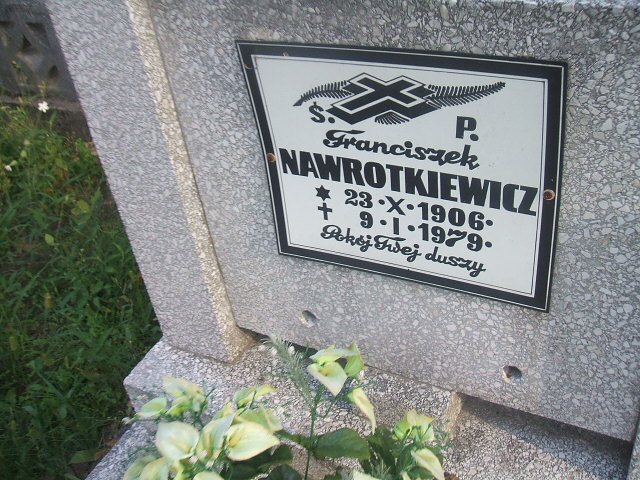 Ś. P.
Franciszek
NAWROTKIEWICZ
✶ 23·X·1906·
✝ 9·I·1979·
Pokój Twej duszy